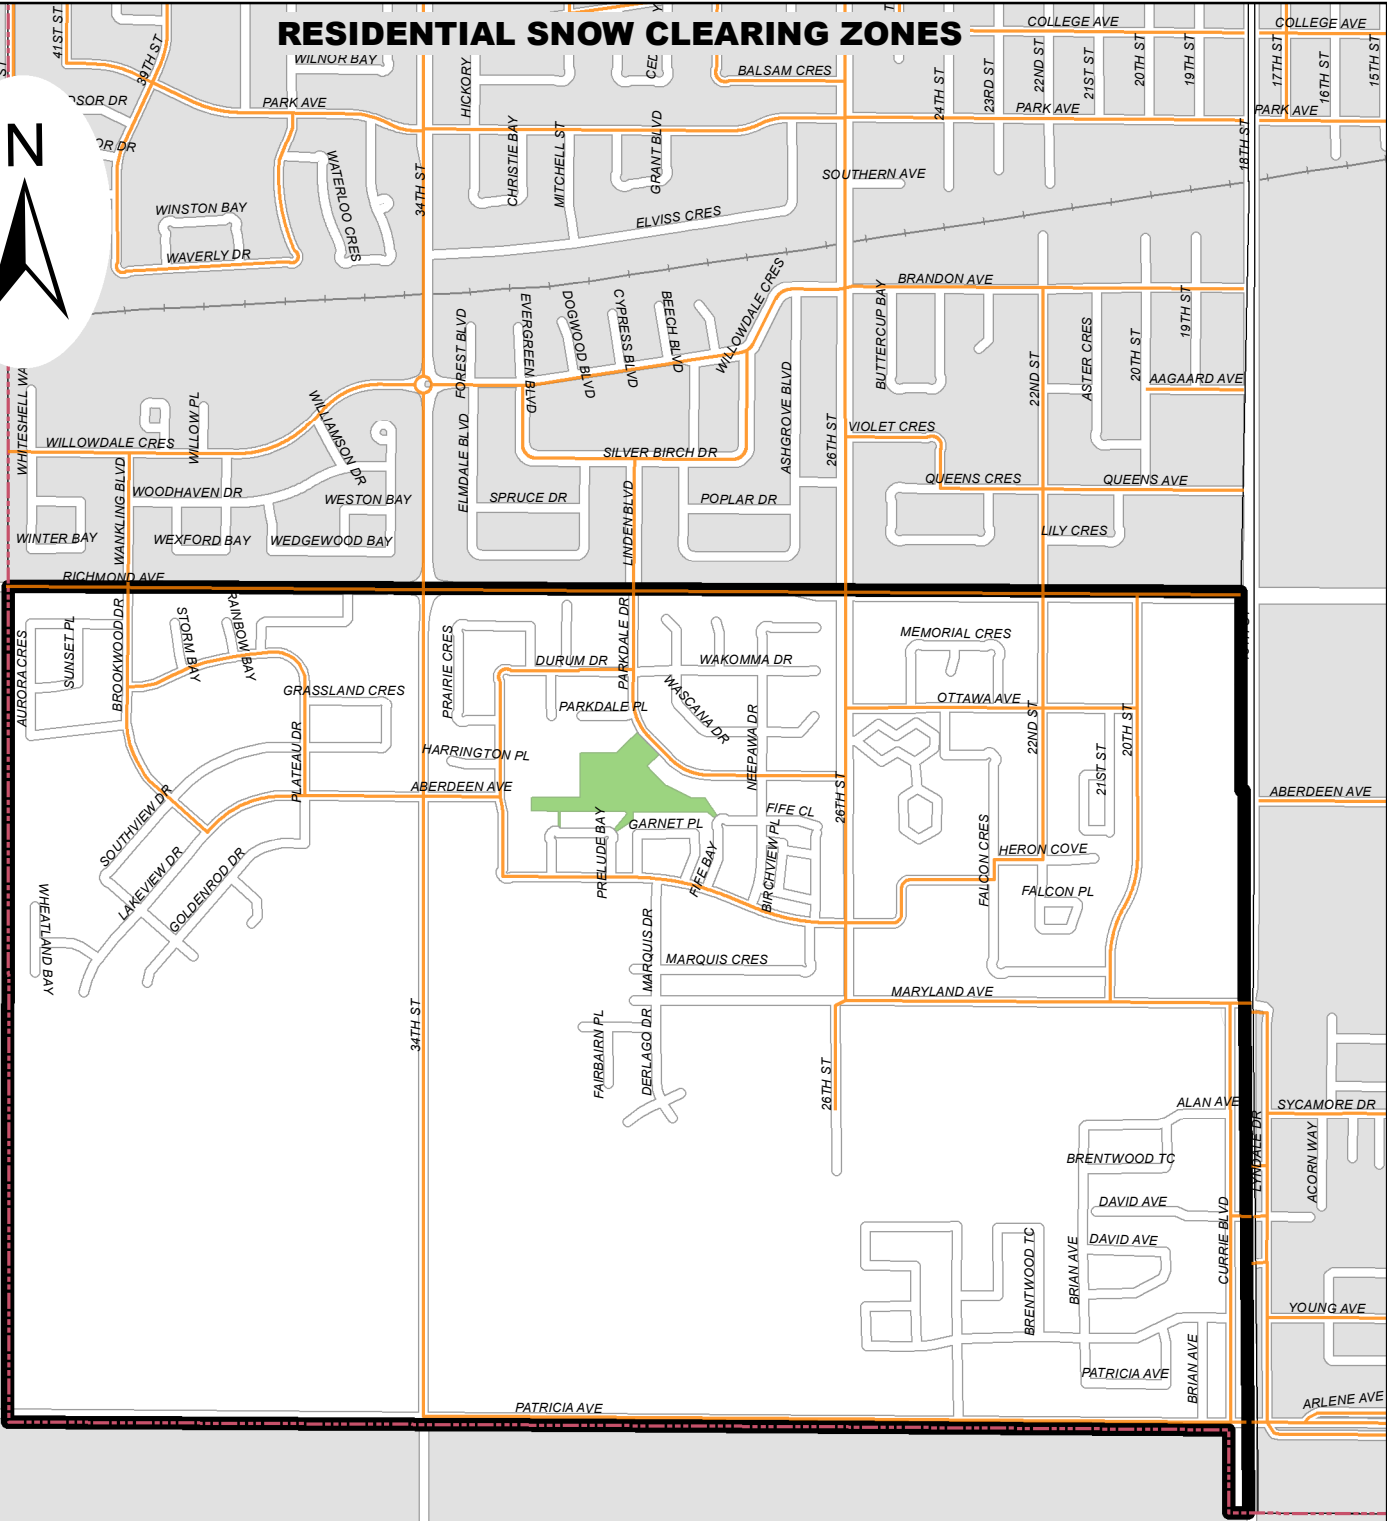 RESIDENTIAL SNOW CLEARING ZONES
N
41ST ST
39TH ST
WILNOR BAY
HICKORY
BALSAM CRES
COLLEGE AVE
COLLEGE AVE
24TH ST
23RD ST
22ND ST
21ST ST
20TH ST
19TH ST
17TH ST
16TH ST
15TH ST
DSOR DR
OR DR
PARK AVE
PARK AVE
PARK AVE
WINSTON BAY
WATERLOO CRES
WAVERLY DR
34TH ST
CHRISTIE BAY
MITCHELL ST
GRANT BLVD
ELVISS CRES
SOUTHERN AVE
18TH ST
BRANDON AVE
FOREST BLVD
EVERGREEN BLVD
DOGWOOD BLVD
CYPRESS BLVD
BEECH BLVD
WILLOWDALE CRES
ASHGROVE BLVD
26TH ST
BUTTERCUP BAY
22ND ST
ASTER CRES
20TH ST
19TH ST
AAGAARD AVE
WHITESHELL WA
WILLOWDALE CRES
WILLOW PL
WILLIAMSON DR
ELMDALE BLVD
SILVER BIRCH DR
VIOLET CRES
QUEENS CRES
QUEENS AVE
WANKLING BLVD
WOODHAVEN DR
WESTON BAY
SPRUCE DR
LINDEN BLVD
POPLAR DR
LILY CRES
WINTER BAY
WEXFORD BAY
WEDGEWOOD BAY
RICHMOND AVE
AURORA CRES
SUNSET PL
BROOKWOOD DR
STORM BAY
RAINBOW BAY
GRASSLAND CRES
PRAIRIE CRES
DURUM DR
PARKDALE DR
PARKDALE PL
WAKOMMA DR
WASCANA DR
NEEPAWA DR
MEMORIAL CRES
OTTAWA AVE
22ND ST
20TH ST
21ST ST
PLATEAU DR
HARRINGTON PL
ABERDEEN AVE
26TH ST
ABERDEEN AVE
SOUTHVIEW DR
LAKEVIEW DR
GOLDENROD DR
WHEATLAND BAY
PRELUDE BAY
GARNET PL
FIFE BAY
FIFE CL
BIRCHVIEW PL
FALCON CRES
HERON COVE
FALCON PL
MARQUIS DR
MARQUIS CRES
MARYLAND AVE
34TH ST
FAIRBAIRN PL
DERLAGO DR
26TH ST
ALAN AVE
SYCAMORE DR
LYNDALE DR
ACORN WAY
BRENTWOOD TC
DAVID AVE
DAVID AVE
CURRIE BLVD
BRENTWOOD TC
BRIAN AVE
YOUNG AVE
PATRICIA AVE
BRIAN AVE
PATRICIA AVE
ARLENE AVE